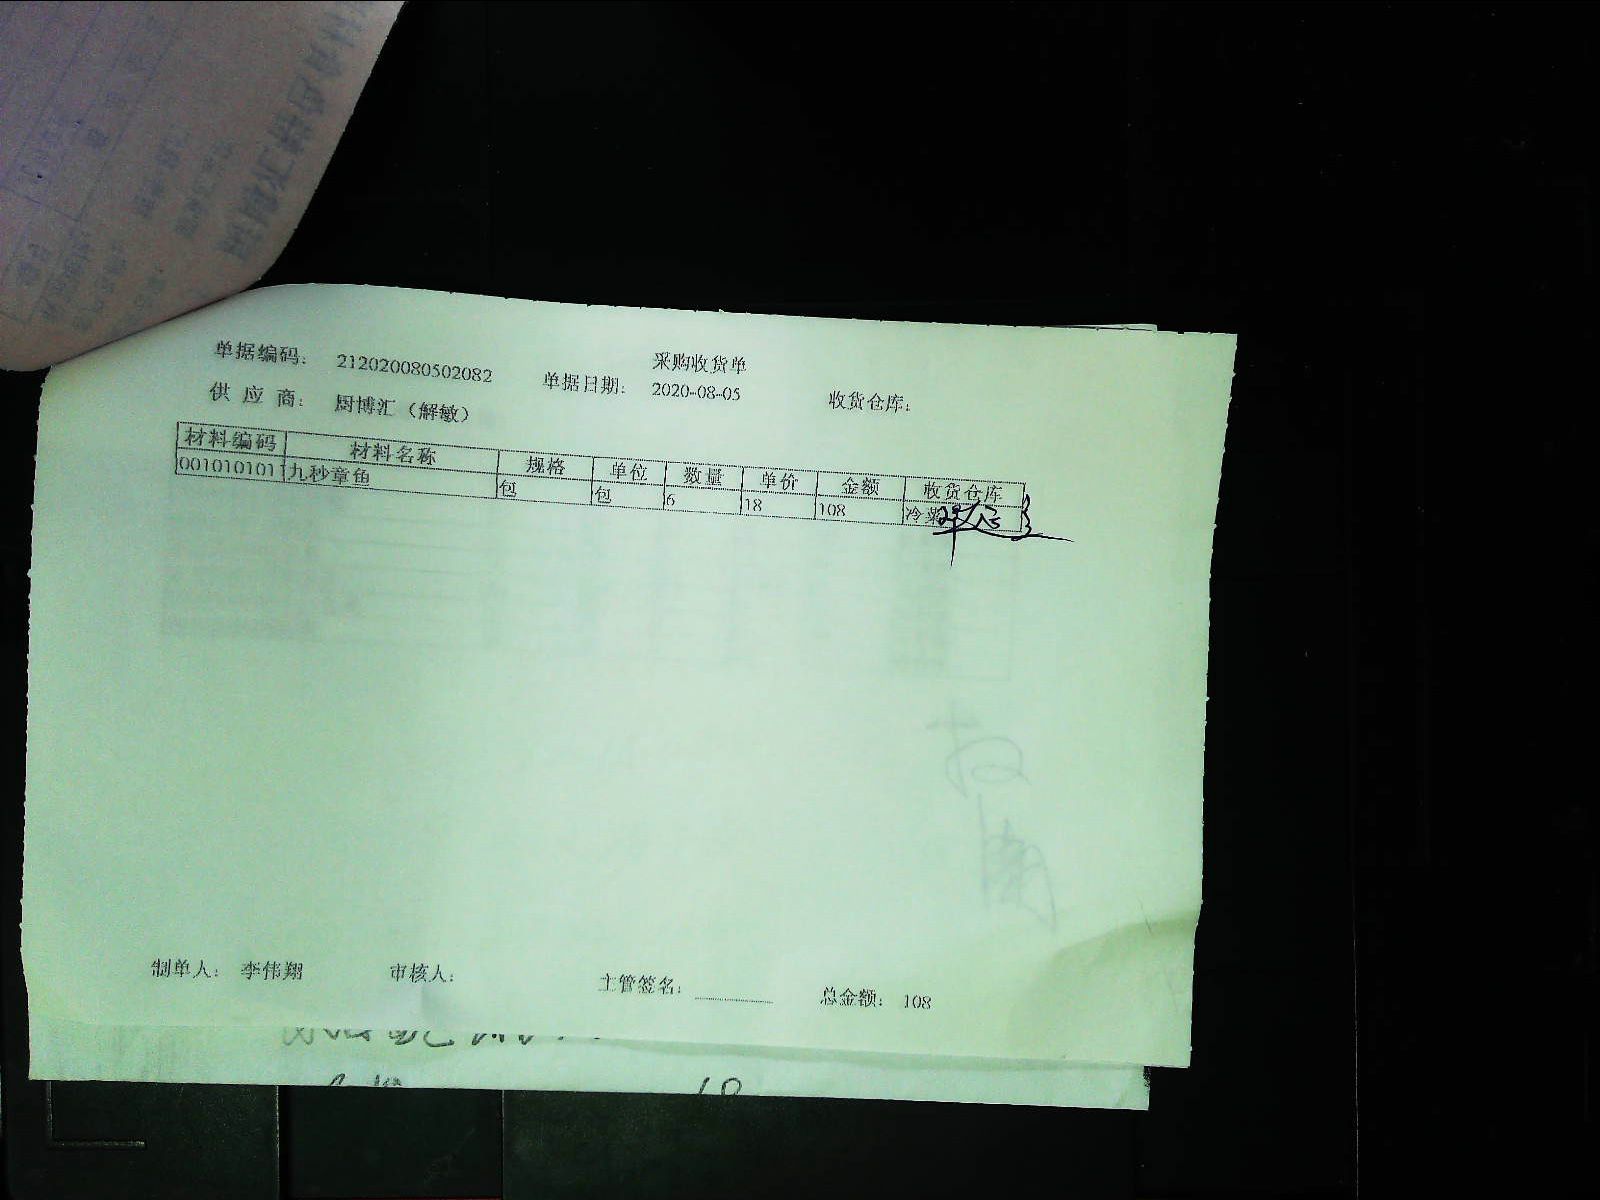 采购收货单
单据编码： 212020080502082 单据日期： 2020-08-05 收货仓库：
供 应 商： 厨博汇（解敏）
材料编码 材料名称 规格 单位 数量 单价 金额 收货仓库
0010101011 九秒章鱼 包 包 6 18 108 冷菜
制单人： 李伟翔 审核人： 主管签名： 总金额： 108